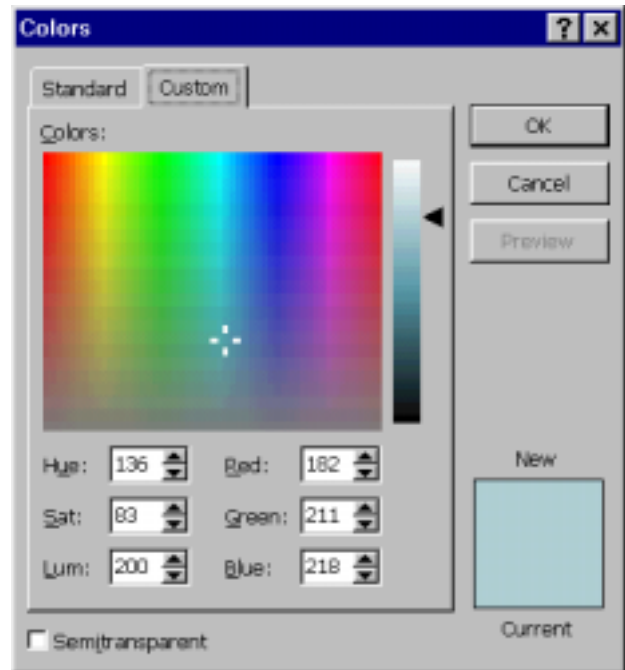 Colors ? ×
Standard Custom
Colors:
OK
Cancel
Preview
Hue: 136 Red: 182
Sat: 83 Green: 211
Lum: 200 Blue: 218
New
Current
Semitransparent